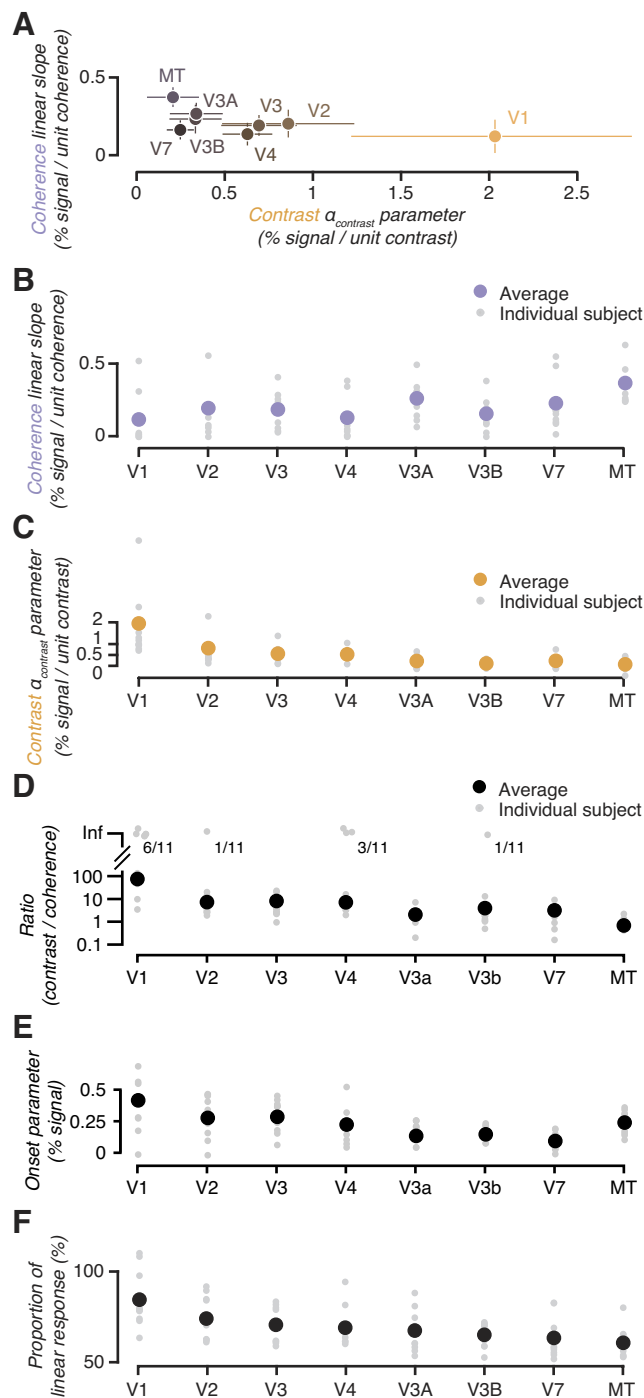 A
Coherence linear slope
(% signal / unit coherence)
0.5
0
MT
V3A
V3
V2
V1
V7
V3B
V4
0
0.5
1
1.5
2
2.5
Contrast αcontrast parameter
(% signal / unit contrast)
B
Average
Individual subject
Coherence linear slope
(% signal / unit coherence)
0.5
0
V1 V2 V3 V4 V3A V3B V7 MT
C
Average
Individual subject
Contrast αcontrast parameter
(% signal / unit contrast)
2
1
0.5
0
V1 V2 V3 V4 V3A V3B V7 MT
D
Average
Individual subject
Ratio
(contrast / coherence)
Inf
6/11 1/11 3/11 1/11
100
10
1
0.1
V1 V2 V3 V4 V3a V3b V7 MT
E
Onset parameter
(% signal)
0.5
0.25
0
V1 V2 V3 V4 V3a V3b V7 MT
F
Proportion of
linear response (%)
100
50
V1 V2 V3 V4 V3A V3B V7 MT